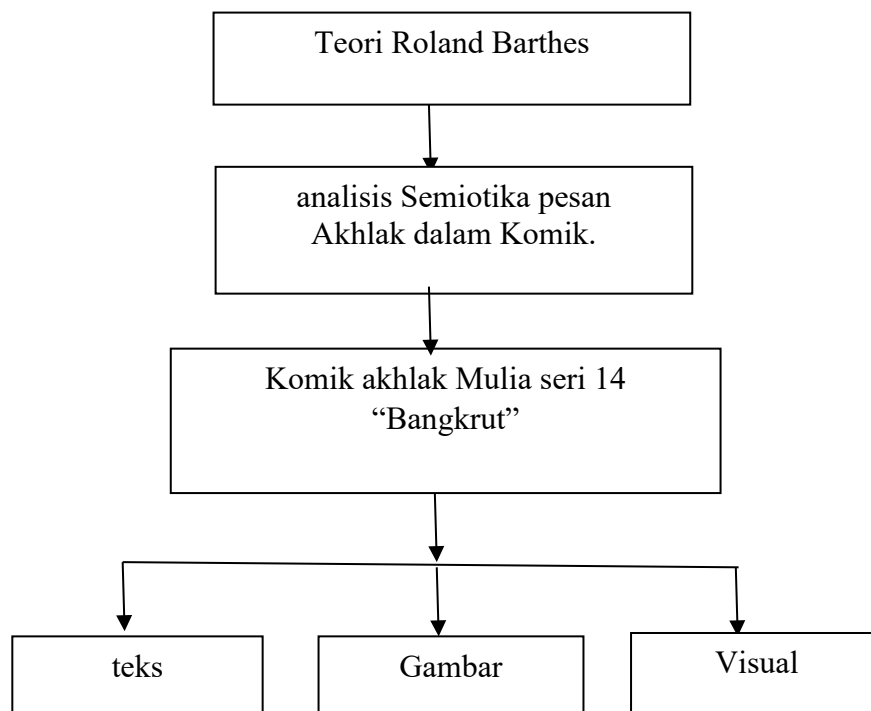 Teori Roland Barthes
analisis Semiotika pesan
Akhlak dalam Komik.
Komik akhlak Mulia seri 14
“Bangkrut”
teks
Gambar
Visual